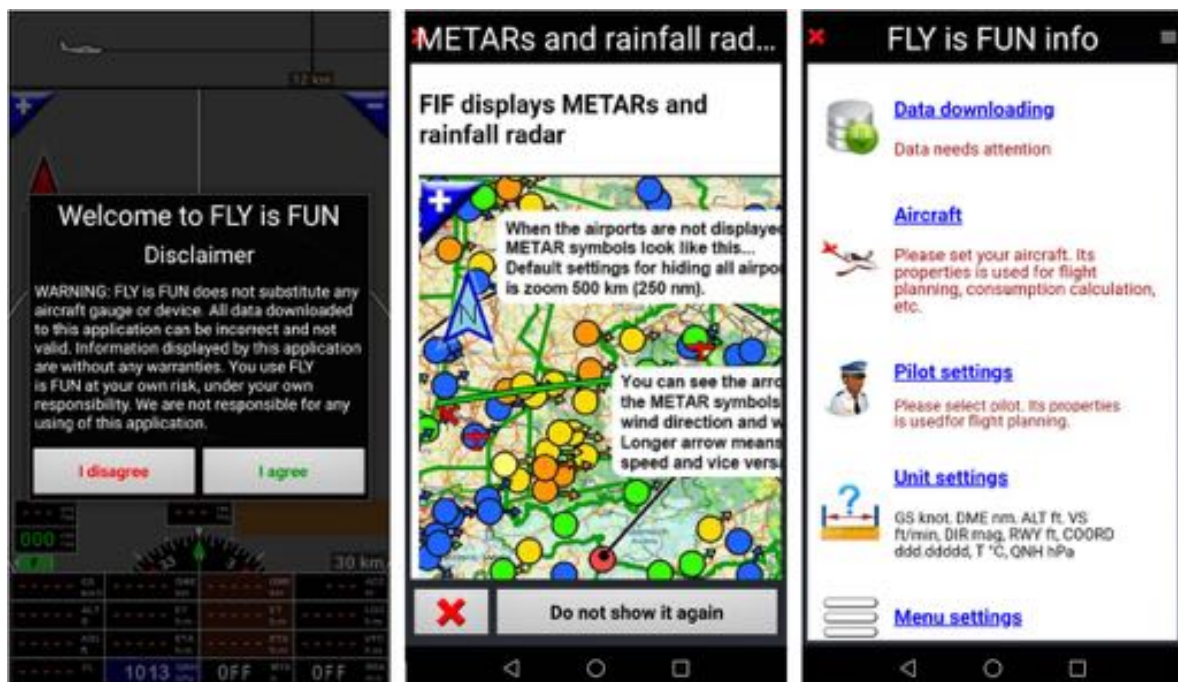 12 km
Welcome to FLY is FUN
Disclaimer
WARNING: FLY is FUN does not substitute any
aircraft gauge or device. All data downloaded
to this application can be incorrect and not
valid. Information displayed by this application
are without any warranties. You use FLY
is FUN at your own risk, under your own
responsibility. We are not responsible for any
using of this application.
I disagree
I agree
000
33
3
30 km
1013
OFF
OFF
METARs and rainfall rad...
FIF displays METARs and
rainfall radar
When the airports are not displayed
METAR symbols look like this...
Default settings for hiding all airpo
is zoom 500 km (250 nm).
N
You can see the arro
the METAR symbols
wind direction and w
Longer arrow means
speed and vice versa
Do not show it again
FLY is FUN info
Data downloading
Data needs attention
Aircraft
Please set your aircraft. Its
properties is used for flight
planning, consumption calculation,
etc.
Pilot settings
Please select pilot. Its properties
is usedfor flight planning.
Unit settings
GS knot, DME nm, ALT ft, VS
ft/min, DIR mag, RWY ft, COORD
ddd.ddddd, T °C, QNH hPa
Menu settings